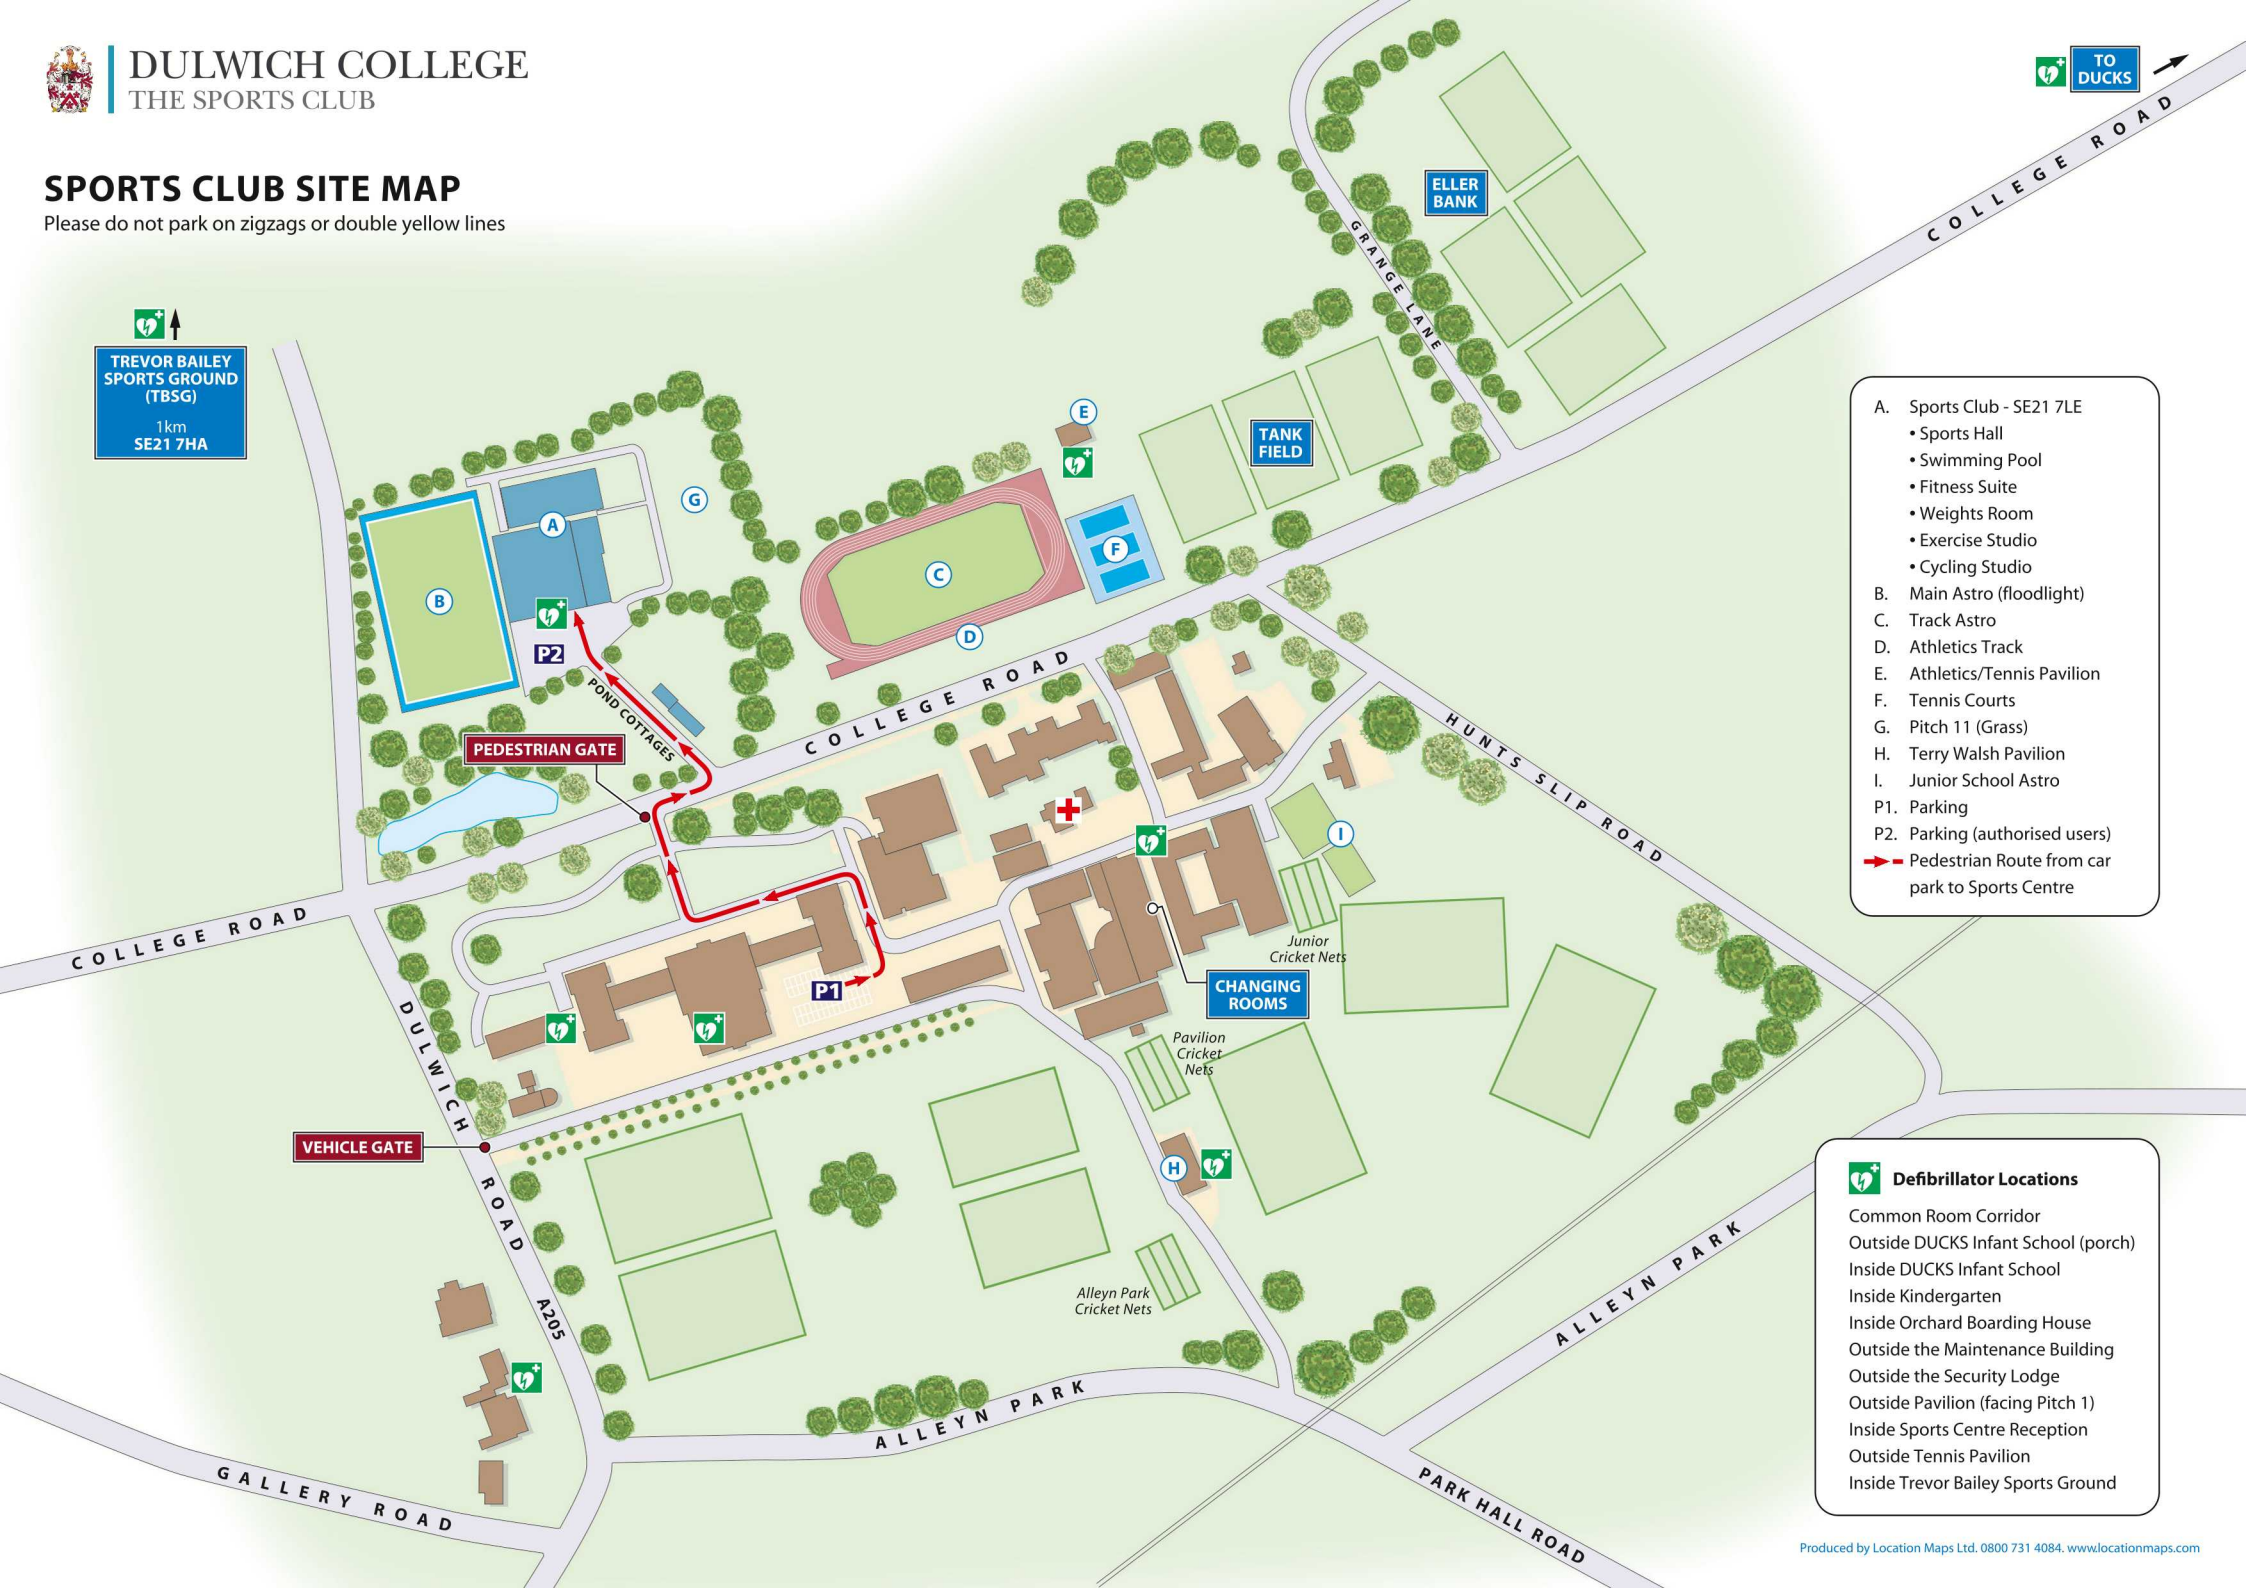 DULWICH COLLEGE
THE SPORTS CLUB
SPORTS CLUB SITE MAP
Please do not park on zigzags or double yellow lines
TO
DUCKS
COLLEGE ROAD
ELLER
BANK
GRANGE LANE
TREVOR BAILEY
SPORTS GROUND
(TBSG)
1km
SE21 7HA
E
TANK
FIELD
G
A
F
C
B
D
P2
POND COTTAGES
COLLEGE ROAD
PEDESTRIAN GATE
HUNTS SLIP ROAD
I
COLLEGE ROAD
Junior
Cricket Nets
P1
CHANGING
ROOMS
DULWICH ROAD A205
Pavilion
Cricket
Nets
VEHICLE GATE
H
Alleyn Park
Cricket Nets
ALLEYN PARK
ALLEYN PARK
GALLERY ROAD
PARK HALL ROAD
A. Sports Club - SE21 7LE
• Sports Hall
• Swimming Pool
• Fitness Suite
• Weights Room
• Exercise Studio
• Cycling Studio
B. Main Astro (floodlight)
C. Track Astro
D. Athletics Track
E. Athletics/Tennis Pavilion
F. Tennis Courts
G. Pitch 11 (Grass)
H. Terry Walsh Pavilion
I. Junior School Astro
P1. Parking
P2. Parking (authorised users)
Pedestrian Route from car
park to Sports Centre
Defibrillator Locations
Common Room Corridor
Outside DUCKS Infant School (porch)
Inside DUCKS Infant School
Inside Kindergarten
Inside Orchard Boarding House
Outside the Maintenance Building
Outside the Security Lodge
Outside Pavilion (facing Pitch 1)
Inside Sports Centre Reception
Outside Tennis Pavilion
Inside Trevor Bailey Sports Ground
Produced by Location Maps Ltd. 0800 731 4084. www.locationmaps.com